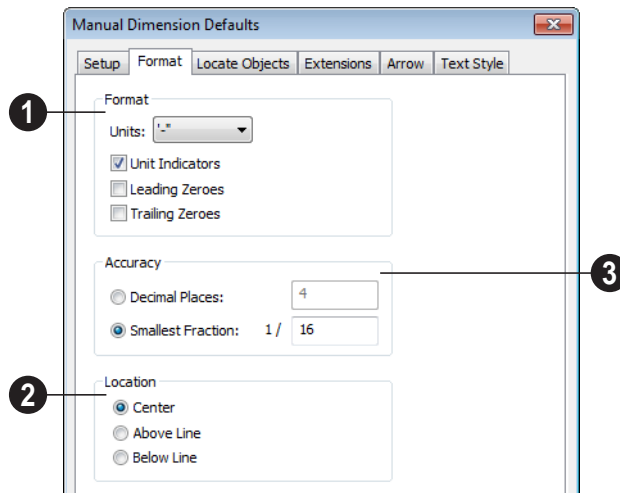 Manual Dimension Defaults
Setup Format Locate Objects Extensions Arrow Text Style
1
Format
Units: '-"
Unit Indicators
Leading Zeroes
Trailing Zeroes
Accuracy
3
Decimal Places: 4
Smallest Fraction: 1 / 16
2
Location
Center
Above Line
Below Line